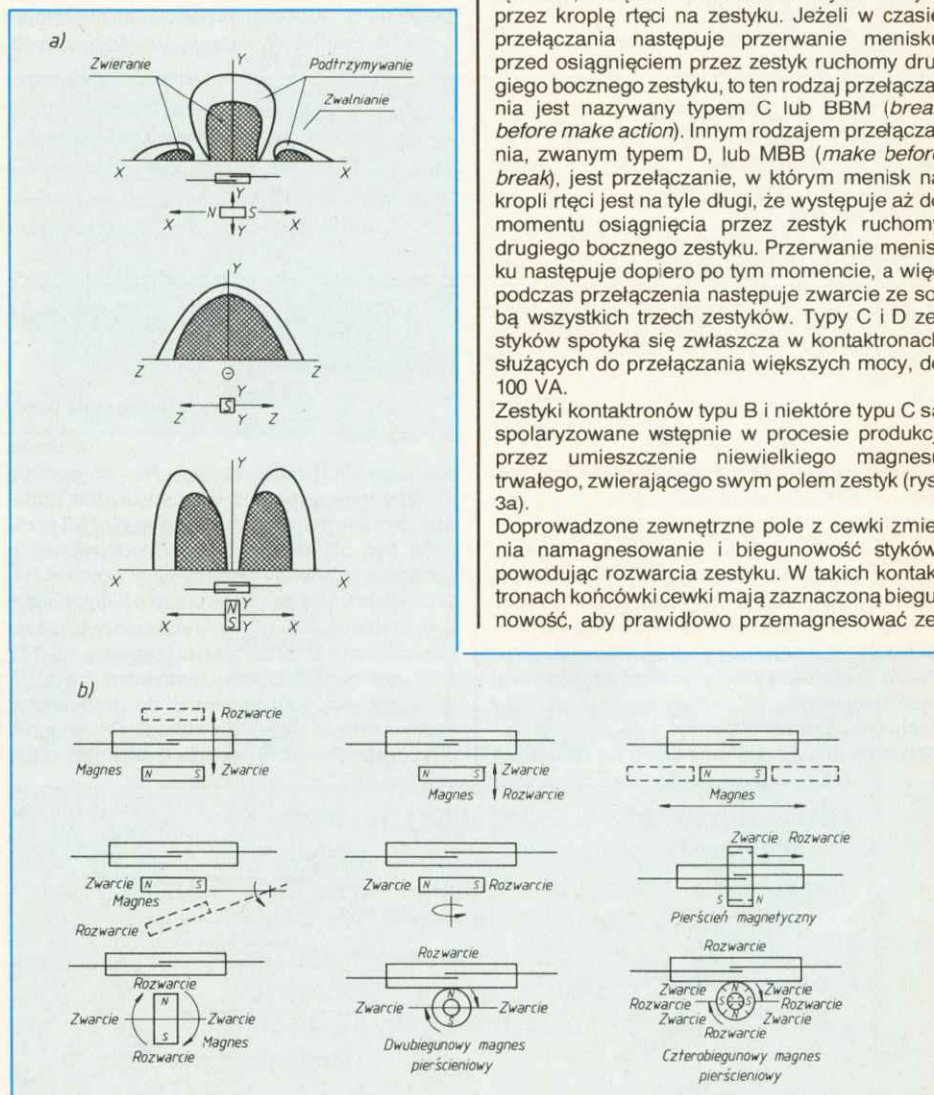 przez kroplę rtęci na zestyku. Jeżeli w czasie
przełączania następuje przerwanie menisku
przed osiągnięciem przez zestyk ruchomy dru
giego bocznego zestyku, to ten rodzaj przełącza
nia jest nazywany typem C lub BBM (break
before make action). Innym rodzajem przełącza
nia, zwanym typem D, lub MBB (make before
break), jest przełączanie, w którym menisk na
kropli rtęci jest na tyle długi, że występuje aż do
momentu osiągnięcia przez zestyk ruchomy
drugiego bocznego zestyku. Przerwanie menis
ku następuje dopiero po tym momencie, a więc
podczas przełączenia następuje zwarcie ze so
bą wszystkich trzech zestyków. Typy C i D ze
styków spotyka się zwłaszcza w kontaktronach
służących do przełączania większych mocy, do
100 VA.
Zestyki kontaktronów typu B i niektóre typu C są
spolaryzowane wstępnie w procesie produkcji
przez umieszczenie niewielkiego magnesu
trwałego, zwierającego swym polem zestyk (rys
3a).
Doprowadzone zewnętrzne pole z cewki zmie
nia namagnesowanie i biegunowość styków
powodując rozwarcia zestyku. W takich kontak
tronach końcówki cewki mają zaznaczoną biegu
nowość, aby prawidłowo przemagnesować ze
a)
Zwieranie Y Podtrzymywanie
Zwalnianie
X X
Y
X N S X
Y
Y
Z Z
Y
Z S Z
Y
Y
X X
N Y
X S Y X
b)
Rozwarcie
Magnes N S Zwarcie
N S Zwarcie
Magnes Rozwarcie
N S
Magnes
Zwarcie N S
Magnes
Rozwarcie
Zwarcie N S Rozwarcie
Zwarcie Rozwarcie
S N
Pierścień magnetyczny
Rozwarcie
Zwarcie N Zwarcie
S Magnes
Rozwarcie
Rozwarcie
Zwarcie N Zwarcie
S
Dwubiegunowy magnes
pierścieniowy
Rozwarcie
Zwarcie N Zwarcie
Rozwarcie S S Rozwarcie
Zwarcie N Zwarcie
Rozwarcie
Czterobiegunowy magnes
pierścieniowy